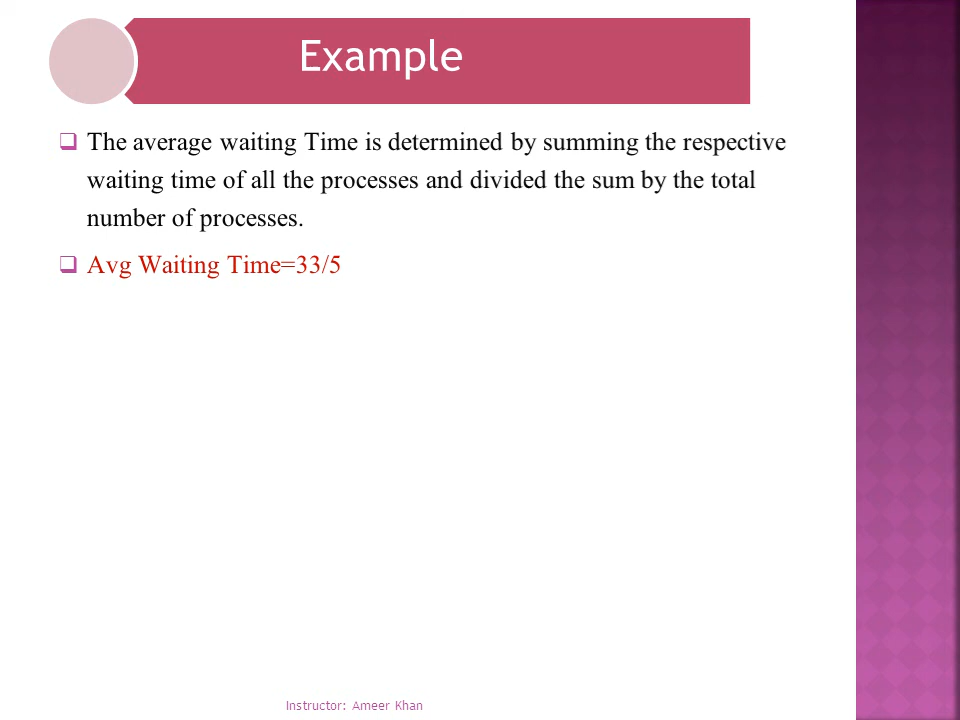 Example
The average waiting Time is determined by summing the respective
waiting time of all the processes and divided the sum by the total
number of processes.
Avg Waiting Time=33/5
Instructor: Ameer Khan